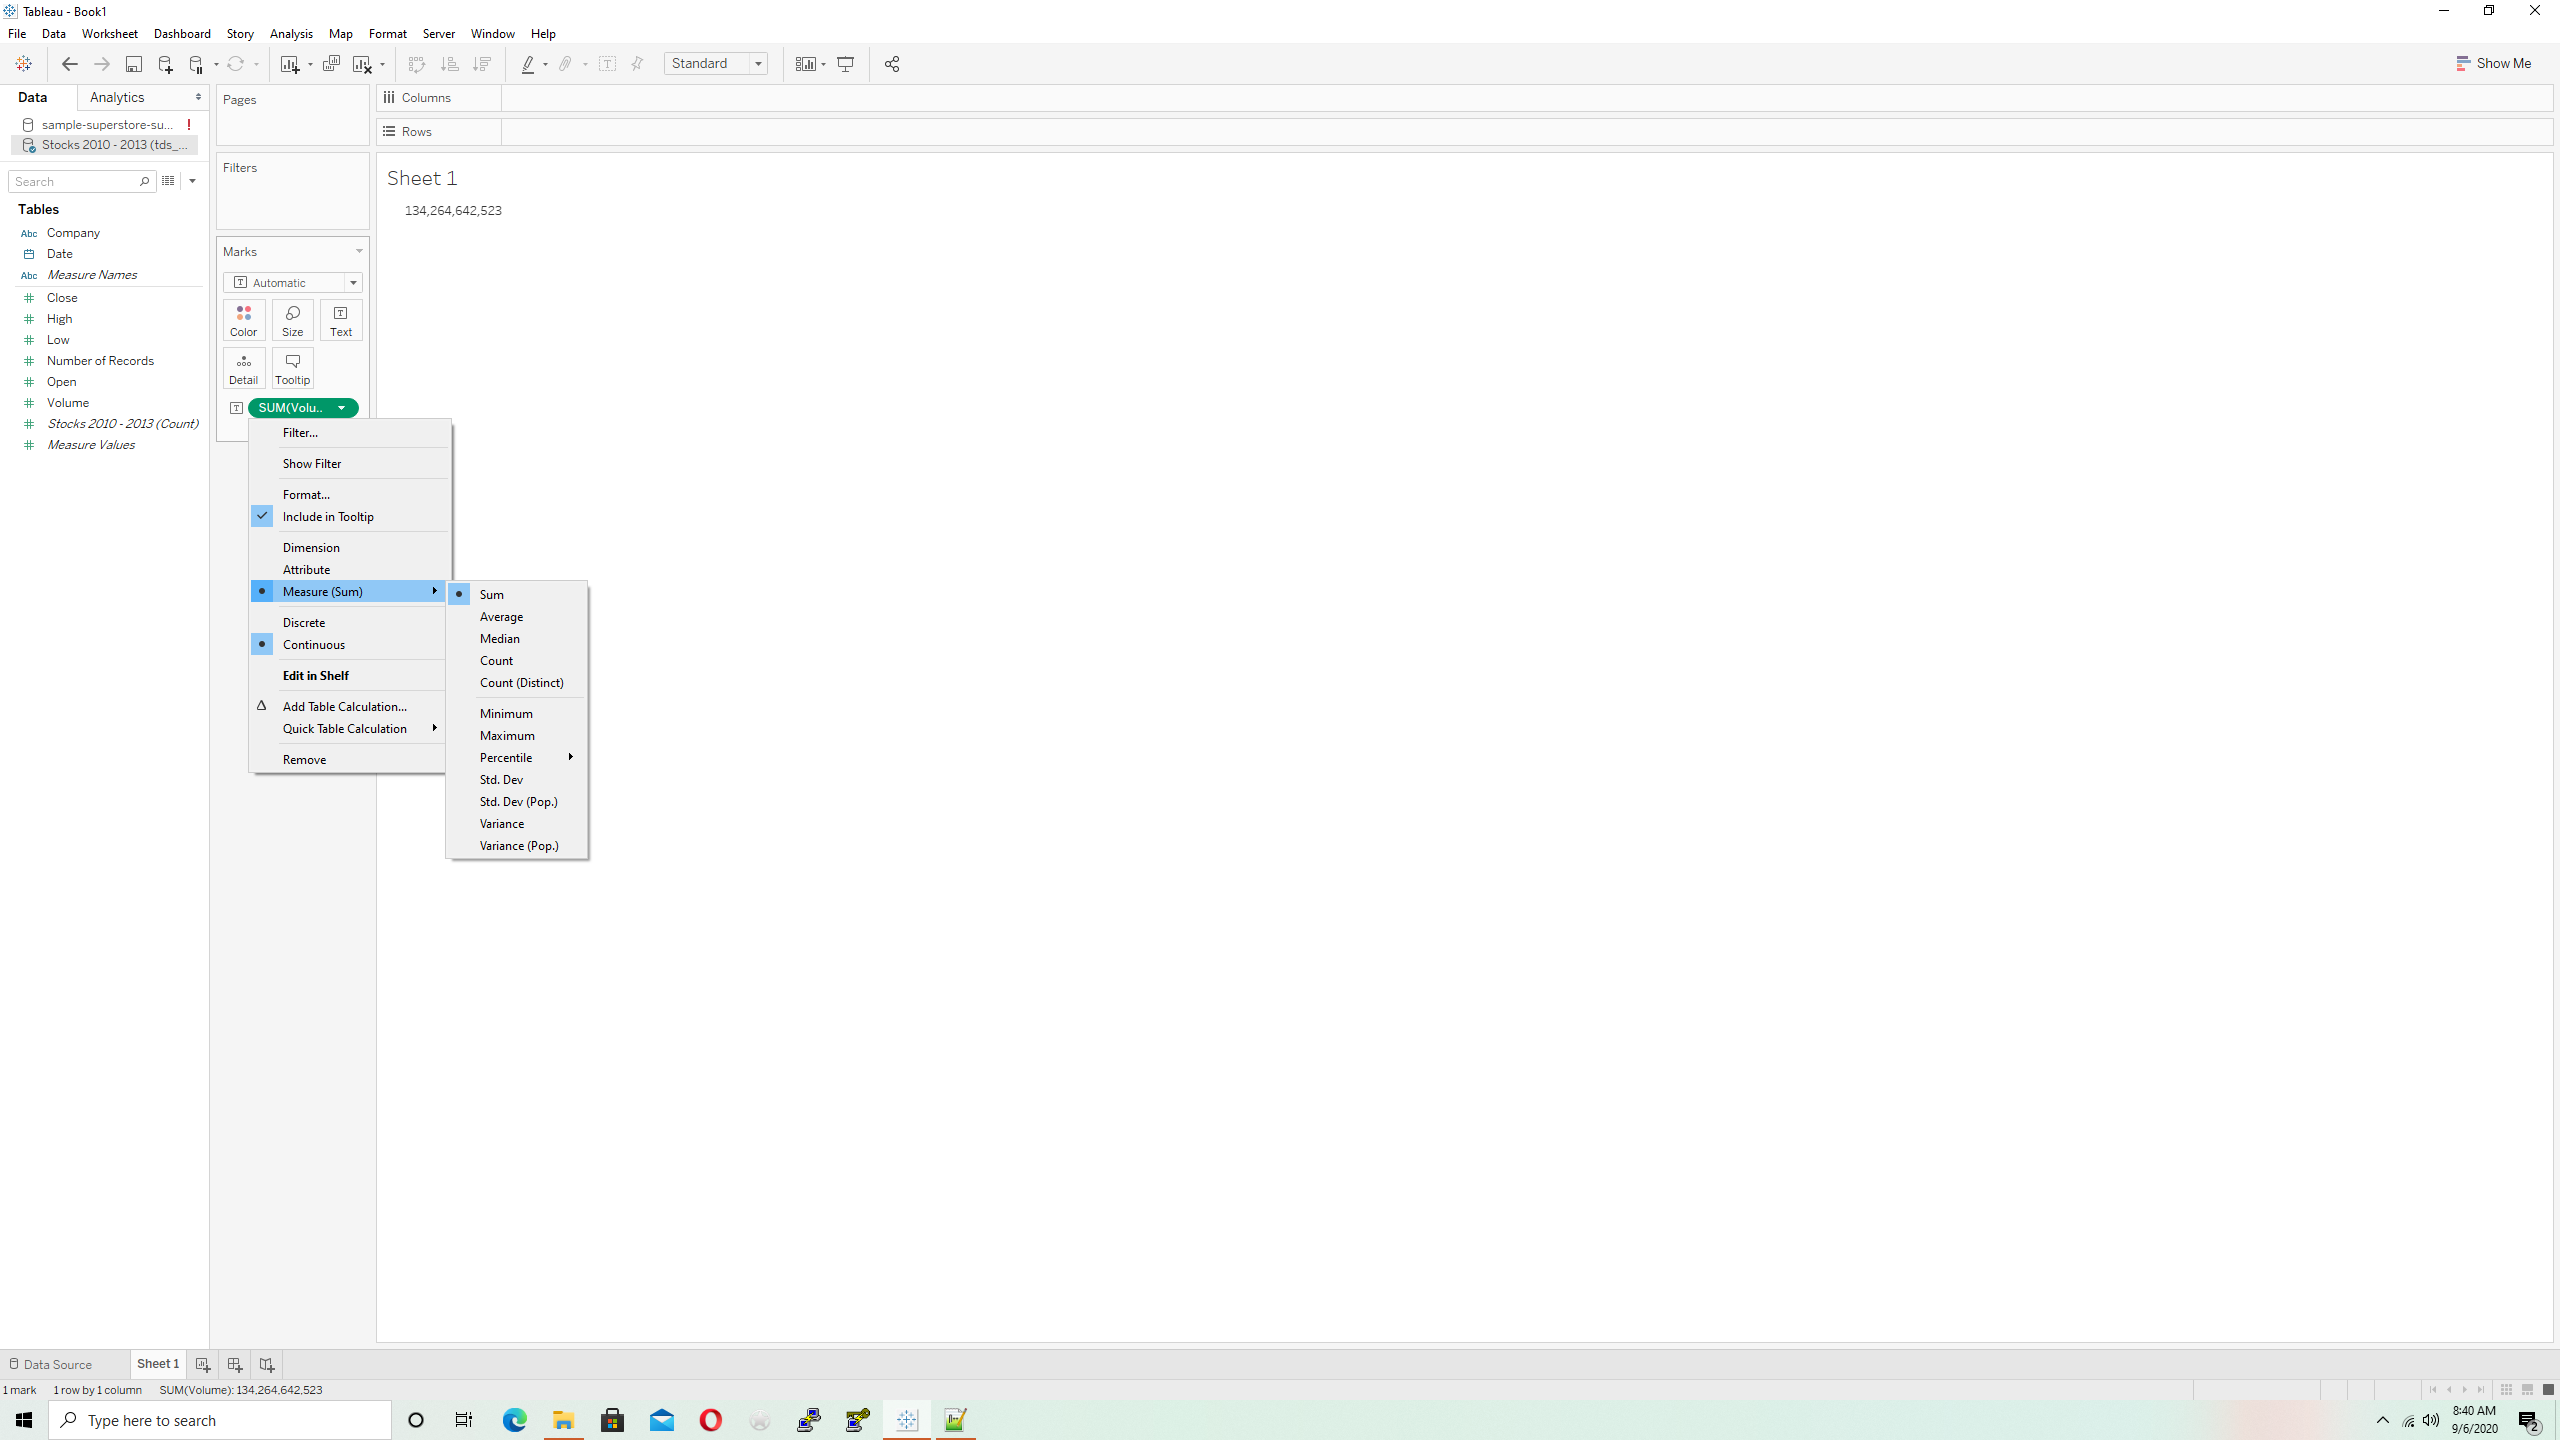 Tableau - Book1
File Data Worksheet Dashboard Story Analysis Map Format Server Window Help
Standard
Show Me
Data Analytics
sample-superstore-su... !
Stocks 2010 - 2013 (tds_...
Search
Tables
Abc Company
Date
Abc Measure Names
Close
High
Low
Number of Records
Open
Volume
Stocks 2010 - 2013 (Count)
Measure Values
Pages
Filters
Marks
Automatic
Color Size Text
Detail Tooltip
SUM(Volu..
Columns
Rows
Sheet 1
134,264,642,523
Filter...
Show Filter
Format...
Include in Tooltip
Dimension
Attribute
Measure (Sum)
Discrete
Continuous
Edit in Shelf
Add Table Calculation...
Quick Table Calculation
Remove
Sum
Average
Median
Count
Count (Distinct)
Minimum
Maximum
Percentile
Std. Dev
Std. Dev (Pop.)
Variance
Variance (Pop.)
Data Source Sheet 1
1 mark 1 row by 1 column SUM(Volume): 134,264,642,523
Type here to search
8:40 AM
9/6/2020
2